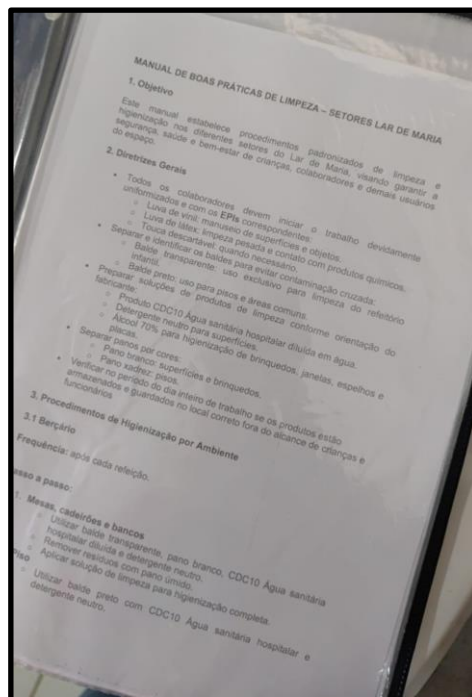 MANUAL DE BOAS PRÁTICAS DE LIMPEZA – SETORES LAR DE MARIA
1. Objetivo
Este manual estabelece procedimentos padronizados de limpeza e
higienização nos diferentes setores do Lar de Maria, visando garantir a
segurança, saúde e bem-estar de crianças, colaboradores e demais usuários
do espaço.
2. Diretrizes Gerais
• Todos os colaboradores devem iniciar o trabalho devidamente
uniformizados e com os EPIs correspondentes:
○ Luva de vinil: manuseio de superfícies e objetos.
○ Luva de látex: limpeza pesada e contato com produtos químicos.
○ Touca descartável: quando necessário.
• Separar e identificar os baldes para evitar contaminação cruzada:
○ Balde transparente: uso exclusivo para limpeza do refeitório
infantil.
○ Balde preto: uso para pisos e áreas comuns.
• Preparar soluções de produtos de limpeza conforme orientação do
fabricante:
○ Produto CDC10 Água sanitária hospitalar diluída em água.
○ Detergente neutro para superfícies.
○ Álcool 70% para higienização de brinquedos, janelas, espelhos e
placas.
• Separar panos por cores:
○ Pano branco: superfícies e brinquedos.
○ Pano xadrez: pisos.
• Verificar no período do dia inteiro de trabalho se os produtos estão
armazenados e guardados no local correto fora do alcance de crianças e
funcionários
3. Procedimentos de Higienização por Ambiente
3.1 Berçário
Frequência: após cada refeição.
asso a passo:
1. Mesas, cadeirões e bancos
○ Utilizar balde transparente, pano branco, CDC10 Água sanitária
hospitalar diluída e detergente neutro.
○ Remover resíduos com pano úmido.
○ Aplicar solução de limpeza para higienização completa.
Piso
○ Utilizar balde preto com CDC10 Água sanitária hospitalar e
detergente neutro.